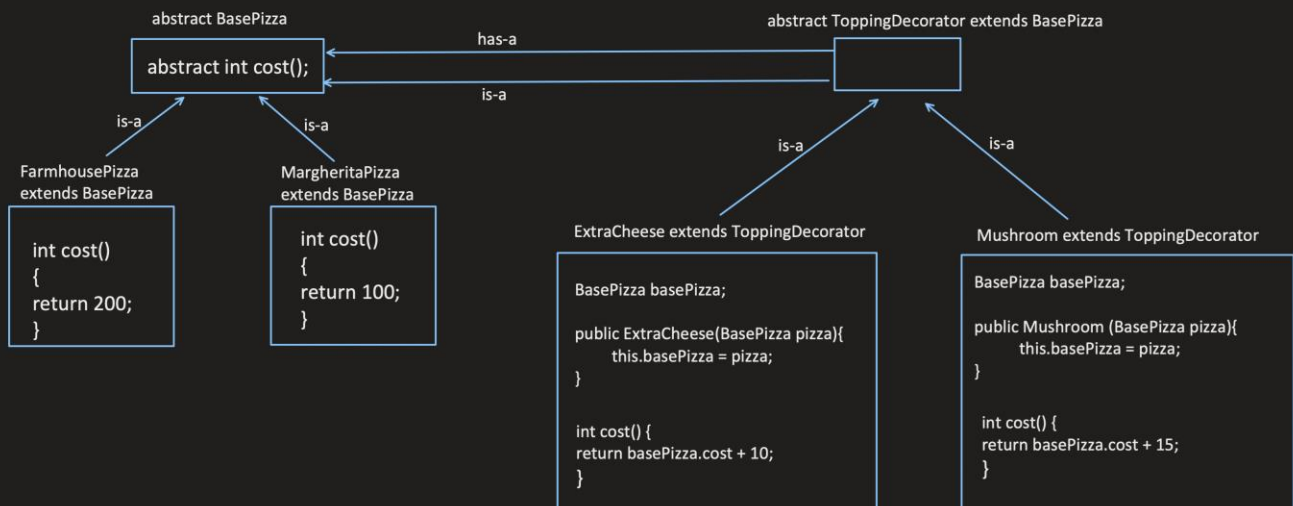 abstract BasePizza
abstract int cost();
has-a
is-a
abstract ToppingDecorator extends BasePizza
is-a
is-a
FarmhousePizza
extends BasePizza
int cost()
{
return 200;
}
MargheritaPizza
extends BasePizza
int cost()
{
return 100;
}
is-a
is-a
ExtraCheese extends ToppingDecorator
BasePizza basePizza;
public ExtraCheese(BasePizza pizza){
this.basePizza = pizza;
}
int cost() {
return basePizza.cost + 10;
}
Mushroom extends ToppingDecorator
BasePizza basePizza;
public Mushroom (BasePizza pizza){
this.basePizza = pizza;
}
int cost() {
return basePizza.cost + 15;
}